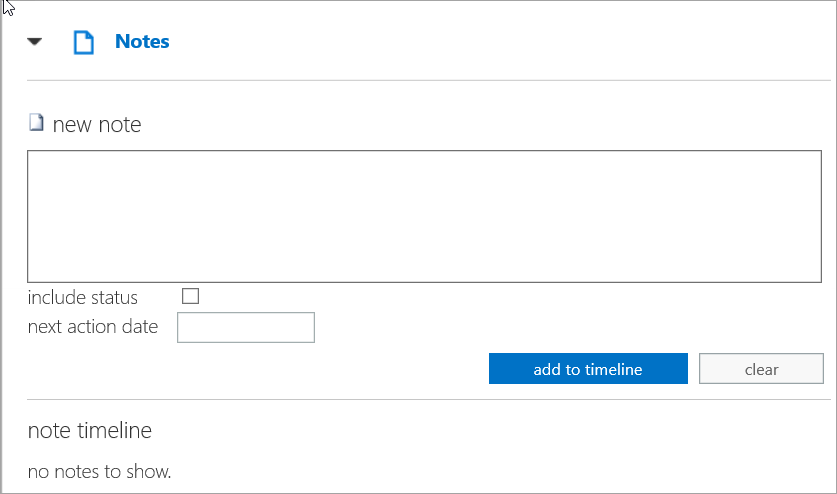 Notes
new note
include status
next action date
add to timeline clear
note timeline
no notes to show.